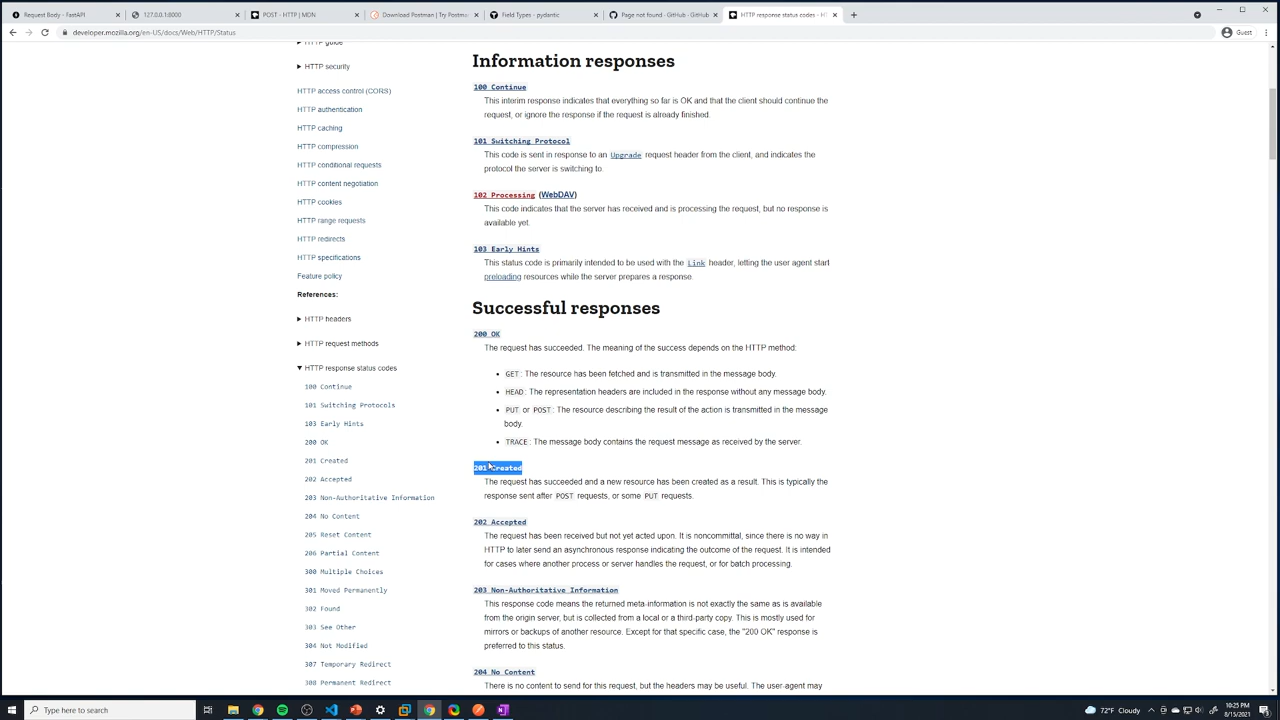 Request Body - FastAPI
127.0.0.1:8000
POST - HTTP | MDN
Download Postman | Try Postma
Field Types - pydantic
Page not found · GitHub · GitHub
HTTP response status codes - HT
developer.mozilla.org/en-US/docs/Web/HTTP/Status
Guest
HTTP guide
HTTP security
HTTP access control (CORS)
HTTP authentication
HTTP caching
HTTP compression
HTTP conditional requests
HTTP content negotiation
HTTP cookies
HTTP range requests
HTTP redirects
HTTP specifications
Feature policy
References:
HTTP headers
HTTP request methods
HTTP response status codes
100 Continue
101 Switching Protocols
103 Early Hints
200 OK
201 Created
202 Accepted
203 Non-Authoritative Information
204 No Content
205 Reset Content
206 Partial Content
300 Multiple Choices
301 Moved Permanently
302 Found
303 See Other
304 Not Modified
307 Temporary Redirect
308 Permanent Redirect
Information responses
100 Continue
This interim response indicates that everything so far is OK and that the client should continue the
request, or ignore the response if the request is already finished.
101 Switching Protocol
This code is sent in response to an Upgrade request header from the client, and indicates the
protocol the server is switching to.
102 Processing (WebDAV)
This code indicates that the server has received and is processing the request, but no response is
available yet.
103 Early Hints
This status code is primarily intended to be used with the Link header, letting the user agent start
preloading resources while the server prepares a response.
Successful responses
200 OK
The request has succeeded. The meaning of the success depends on the HTTP method:
• GET: The resource has been fetched and is transmitted in the message body.
• HEAD: The representation headers are included in the response without any message body.
• PUT or POST: The resource describing the result of the action is transmitted in the message
body.
• TRACE: The message body contains the request message as received by the server.
201 Created
The request has succeeded and a new resource has been created as a result. This is typically the
response sent after POST requests, or some PUT requests.
202 Accepted
The request has been received but not yet acted upon. It is noncommittal, since there is no way in
HTTP to later send an asynchronous response indicating the outcome of the request. It is intended
for cases where another process or server handles the request, or for batch processing.
203 Non-Authoritative Information
This response code means the returned meta-information is not exactly the same as is available
from the origin server, but is collected from a local or a third-party copy. This is mostly used for
mirrors or backups of another resource. Except for that specific case, the "200 OK" response is
preferred to this status.
204 No Content
There is no content to send for this request, but the headers may be useful. The user-agent may
Type here to search
72°F Cloudy
10:25 PM
8/15/2021